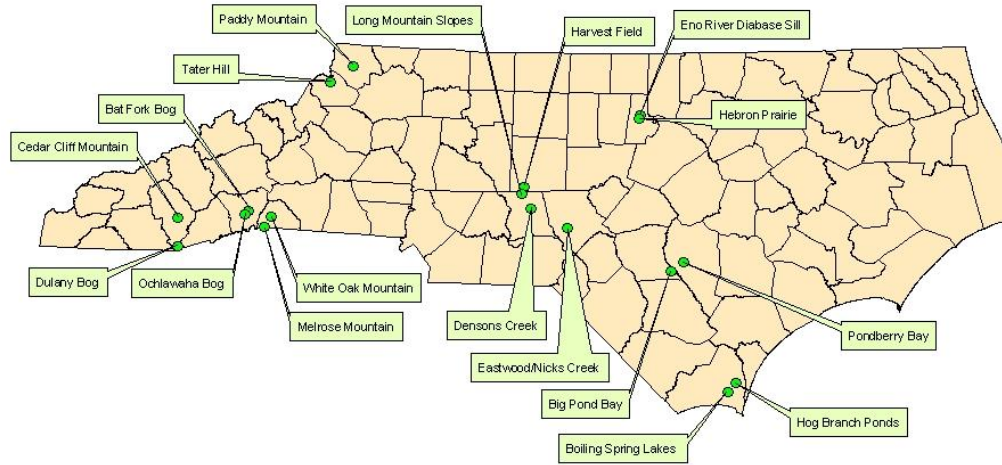 Paddy Mountain
Long Mountain Slopes
Harvest Field
Eno River Diabase Sill
Tater Hill
Bat Fork Bog
Hebron Prairie
Cedar Cliff Mountain
Dulany Bog
Ochlawaha Bog
White Oak Mountain
Melrose Mountain
Densons Creek
Eastwood/Nicks Creek
Pondberry Bay
Big Pond Bay
Hog Branch Ponds
Boiling Spring Lakes